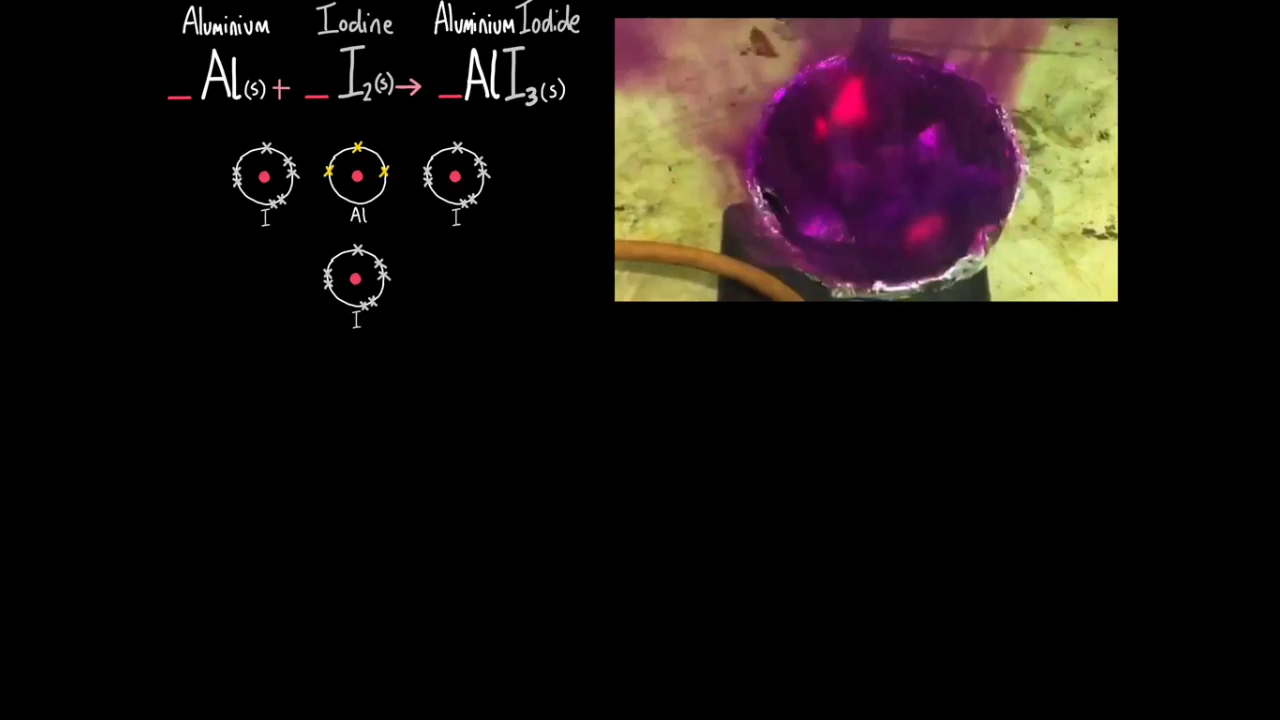 Aluminium Iodine Aluminium Iodide
_ Al(s) + _ I₂(s) → _ AlI₃(s)
I Al I
I